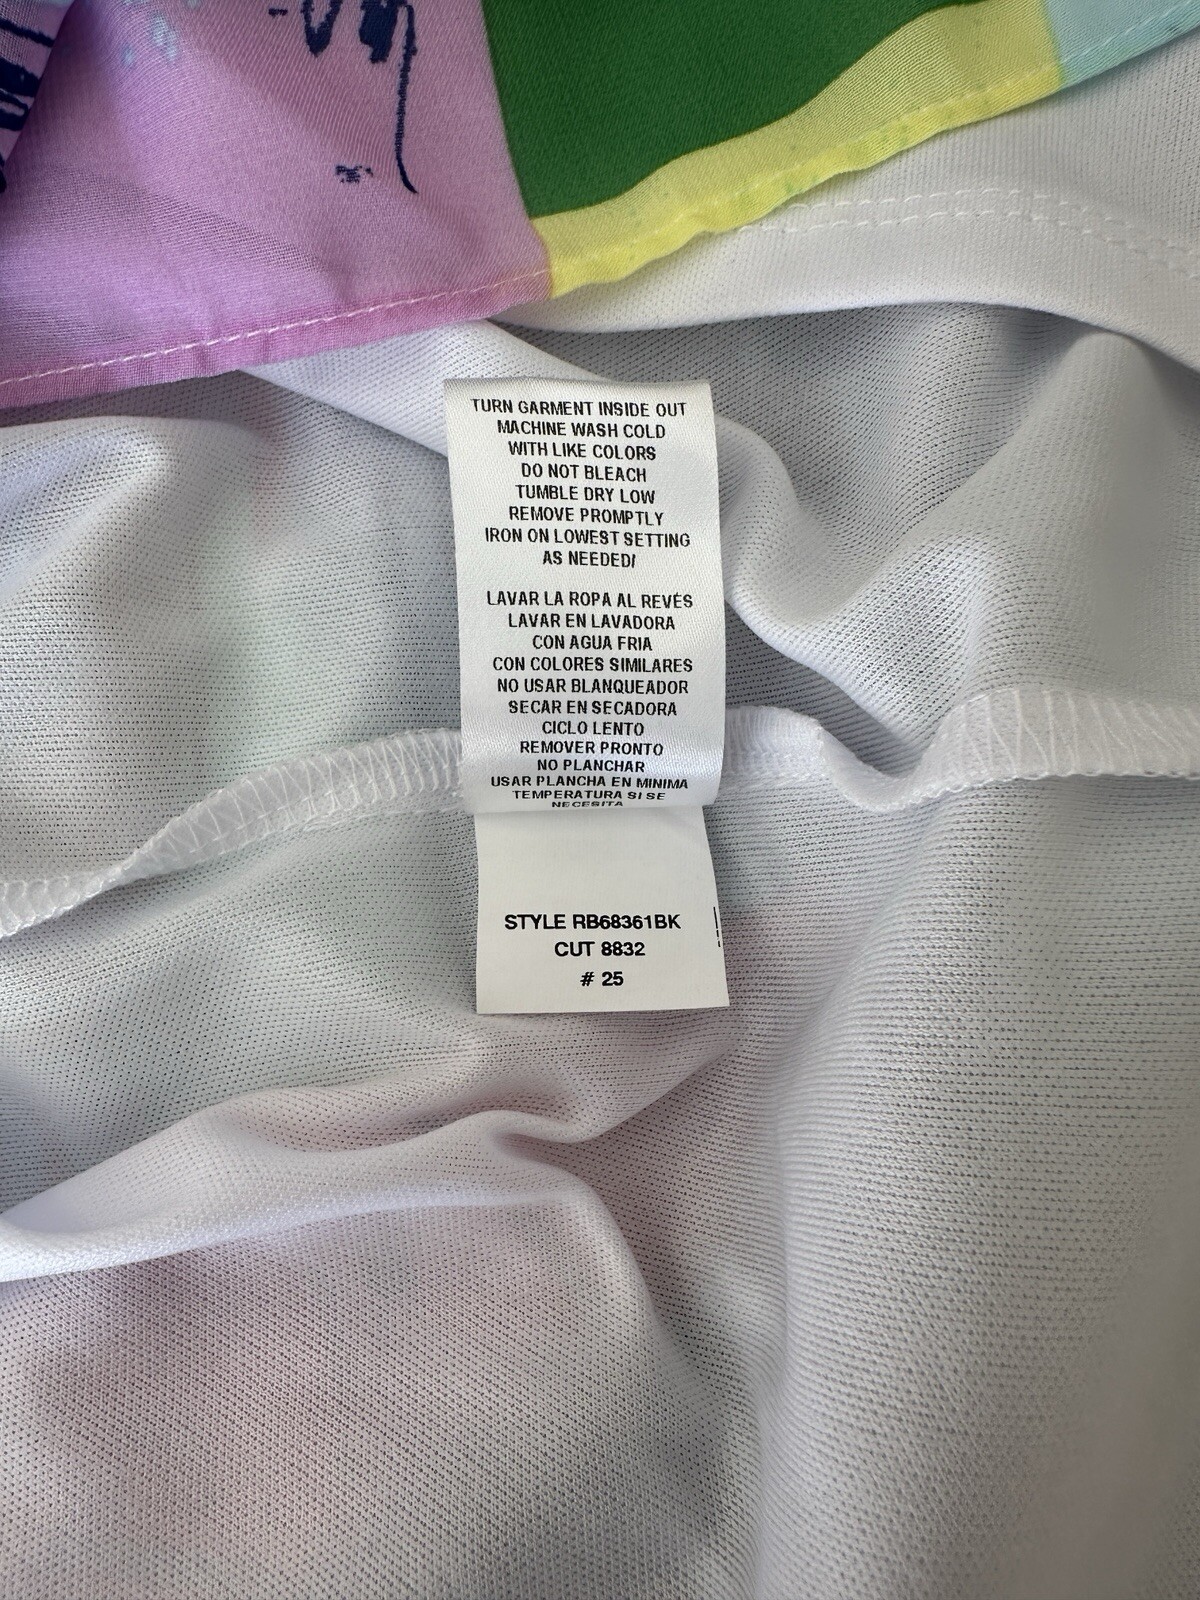 TURN GARMENT INSIDE OUT
MACHINE WASH COLD
WITH LIKE COLORS
DO NOT BLEACH
TUMBLE DRY LOW
REMOVE PROMPTLY
IRON ON LOWEST SETTING
AS NEEDED/
LAVAR LA ROPA AL REVÉS
LAVAR EN LAVADORA
CON AGUA FRIA
CON COLORES SIMILARES
NO USAR BLANQUEADOR
SECAR EN SECADORA
CICLO LENTO
REMOVER PRONTO
NO PLANCHAR
USAR PLANCHA EN MINIMA
TEMPERATURA SI SE
NECESITA
STYLE RB68361BK
CUT 8832
# 25